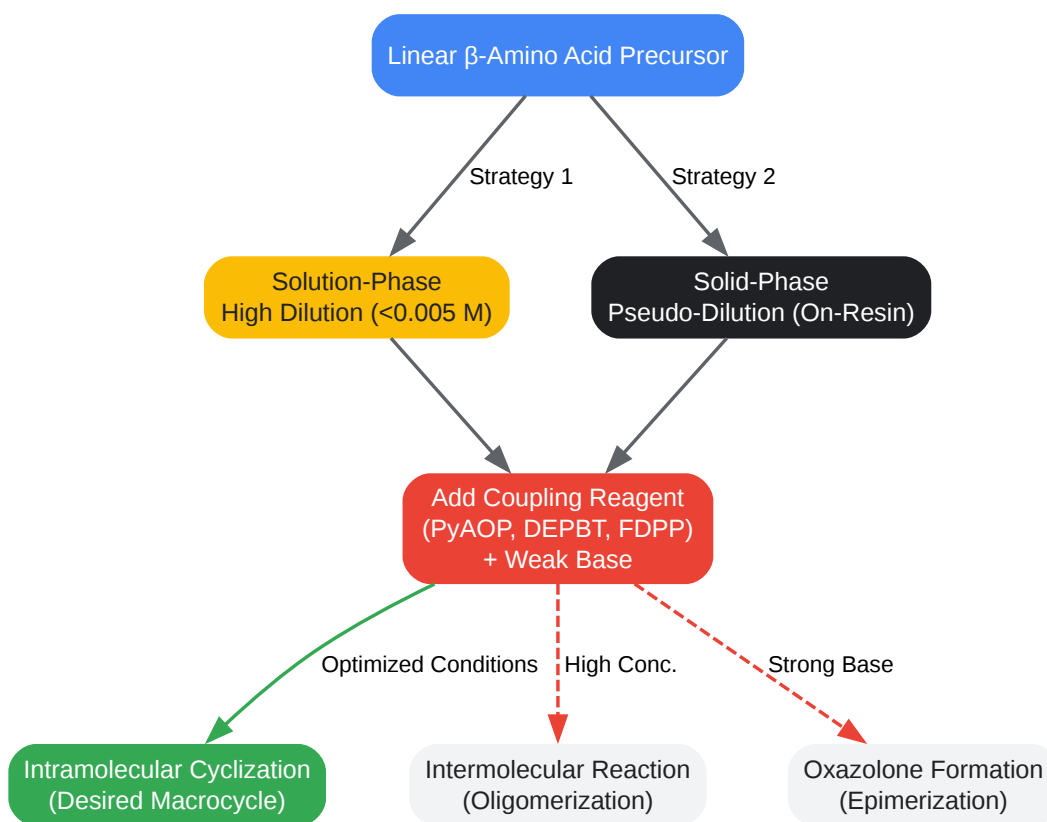 Linear β-Amino Acid Precursor
Strategy 1
Strategy 2
Solution-Phase
High Dilution (<0.005 M)
Solid-Phase
Pseudo-Dilution (On-Resin)
Add Coupling Reagent
(PyAOP, DEPBT, FDPP)
+ Weak Base
Optimized Conditions
High Conc.
Strong Base
Intramolecular Cyclization
(Desired Macrocycle)
Intermolecular Reaction
(Oligomerization)
Oxazolone Formation
(Epimerization)